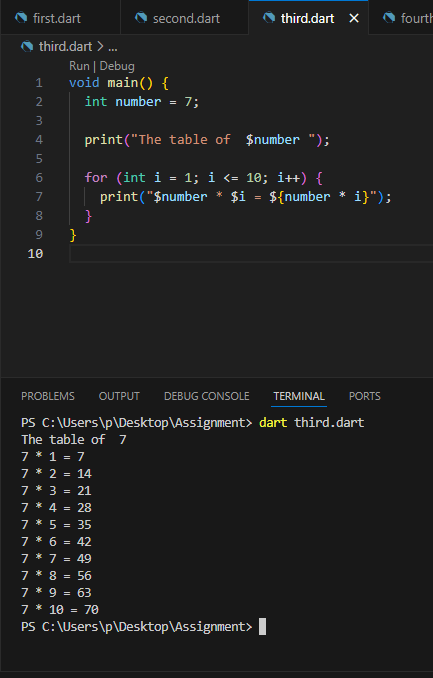 first.dart second.dart third.dart × fourth
third.dart > ...
Run | Debug
1 void main() {
2   int number = 7;
3
4   print("The table of  $number ");
5
6   for (int i = 1; i <= 10; i++) {
7     print("$number * $i = ${number * i}");
8   }
9 }
10
PROBLEMS OUTPUT DEBUG CONSOLE TERMINAL PORTS
PS C:\Users\p\Desktop\Assignment> dart third.dart
The table of  7
7 * 1 = 7
7 * 2 = 14
7 * 3 = 21
7 * 4 = 28
7 * 5 = 35
7 * 6 = 42
7 * 7 = 49
7 * 8 = 56
7 * 9 = 63
7 * 10 = 70
PS C:\Users\p\Desktop\Assignment>